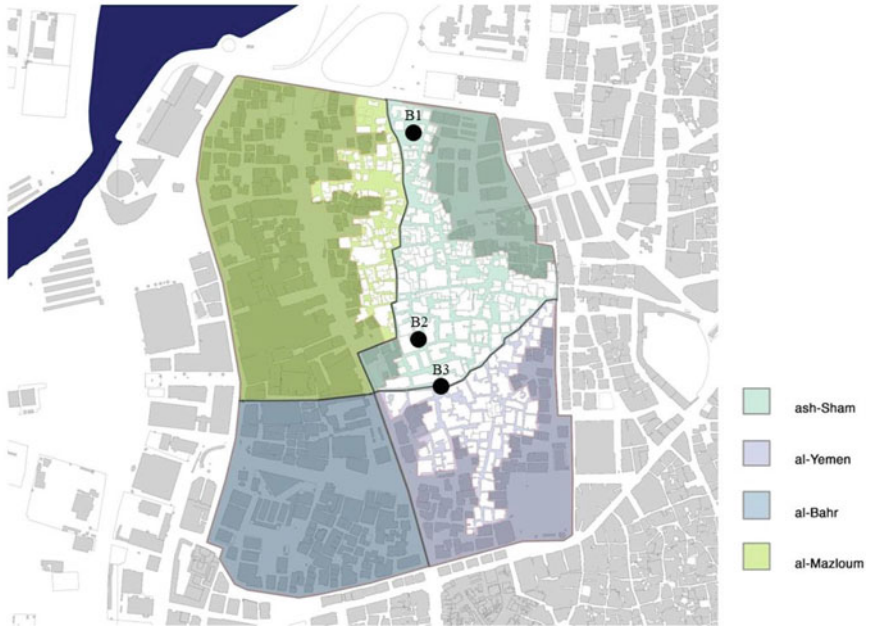 B1
B2
B3
ash-Sham
al-Yemen
al-Bahr
al-Mazloum